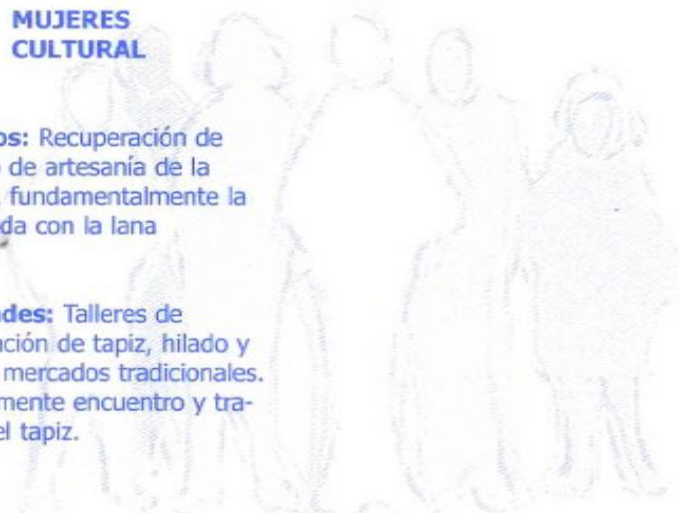 MUJERES
CULTURAL
os: Recuperación de
de artesanía de la
fundamentalmente la
da con la lana
des: Talleres de
ción de tapiz, hilado y
mercados tradicionales.
mente encuentro y tra-
el tapiz.